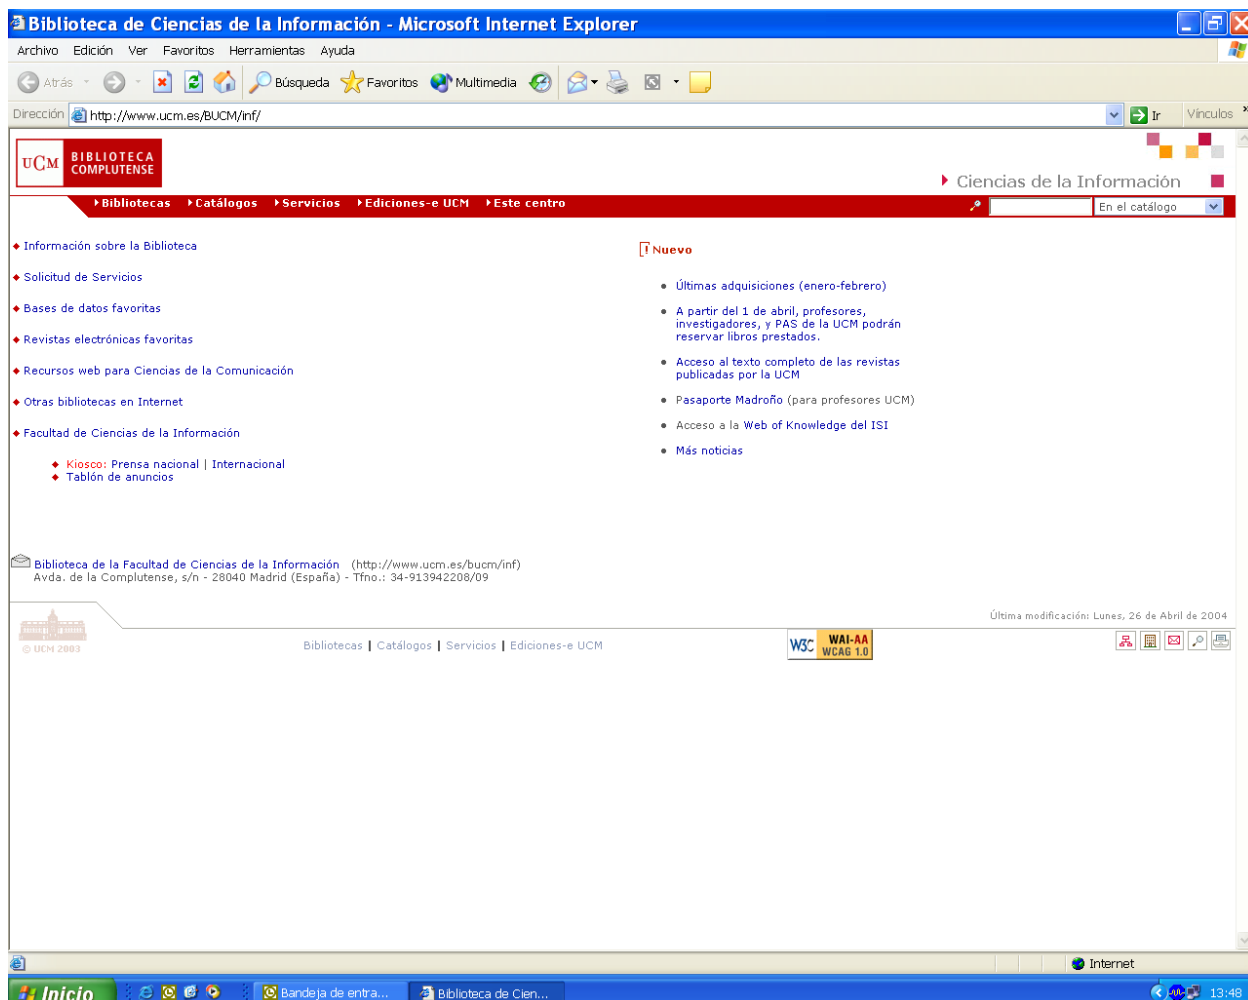 Biblioteca de Ciencias de la Información - Microsoft Internet Explorer
Archivo Edición Ver Favoritos Herramientas Ayuda
Atrás Búsqueda Favoritos Multimedia
Dirección http://www.ucm.es/BUCM/inf/ Ir Vínculos »
UCM BIBLIOTECA
COMPLUTENSE
Ciencias de la Información
Bibliotecas Catálogos Servicios Ediciones-e UCM Este centro En el catálogo
Información sobre la Biblioteca
Solicitud de Servicios
Bases de datos favoritas
Revistas electrónicas favoritas
Recursos web para Ciencias de la Comunicación
Otras bibliotecas en Internet
Facultad de Ciencias de la Información
Kiosco: Prensa nacional | Internacional
Tablón de anuncios
! Nuevo
Últimas adquisiciones (enero-febrero)
A partir del 1 de abril, profesores,
investigadores, y PAS de la UCM podrán
reservar libros prestados.
Acceso al texto completo de las revistas
publicadas por la UCM
Pasaporte Madroño (para profesores UCM)
Acceso a la Web of Knowledge del ISI
Más noticias
Biblioteca de la Facultad de Ciencias de la Información (http://www.ucm.es/bucm/inf)
Avda. de la Complutense, s/n - 28040 Madrid (España) - Tfno.: 34-913942208/09
Última modificación: Lunes, 26 de Abril de 2004
© UCM 2003
Bibliotecas | Catálogos | Servicios | Ediciones-e UCM
W3C WAI-AA
WCAG 1.0
Internet
Inicio Bandeja de entra... Biblioteca de Cien... 13:48